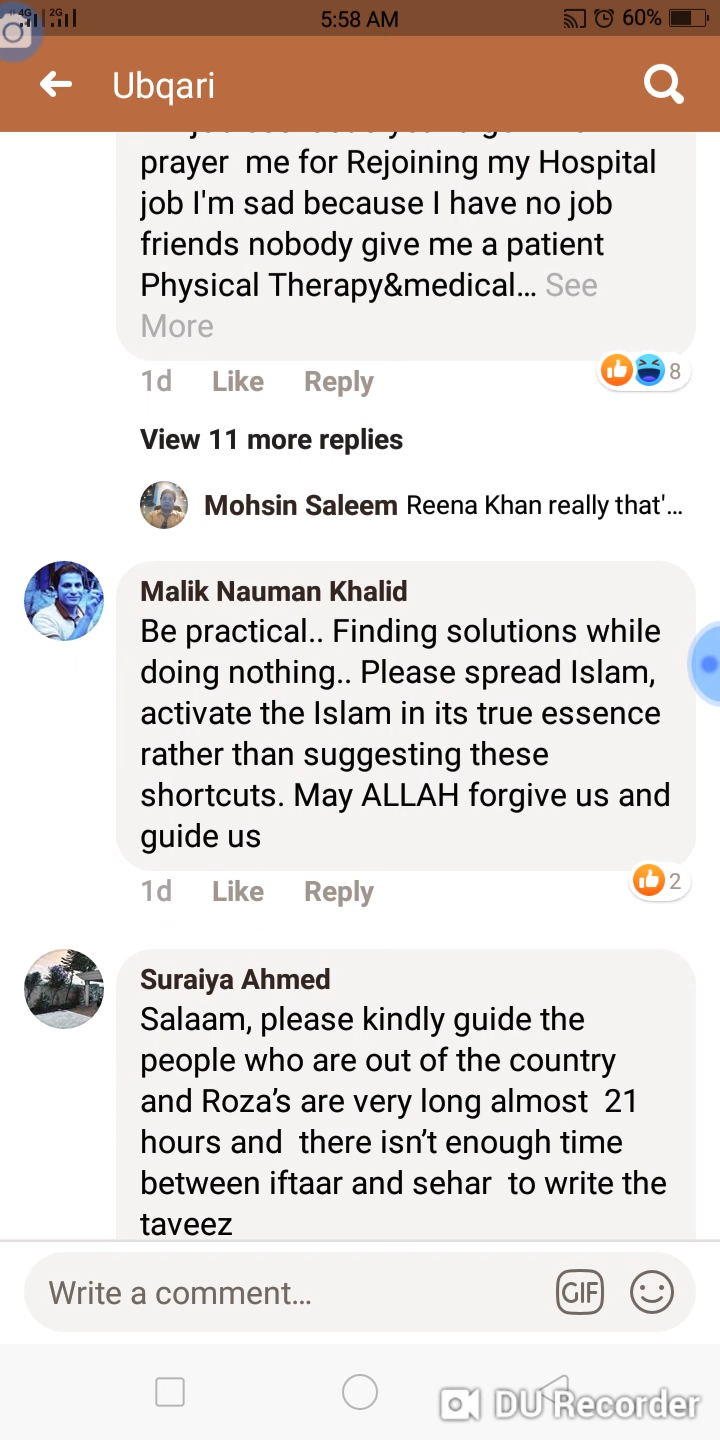 4G 2G 5:58 AM 60%
Ubqari
prayer me for Rejoining my Hospital
job I'm sad because I have no job
friends nobody give me a patient
Physical Therapy&medical... See
More
1d Like Reply 8
View 11 more replies
Mohsin Saleem Reena Khan really that'...
Malik Nauman Khalid
Be practical.. Finding solutions while
doing nothing.. Please spread Islam,
activate the Islam in its true essence
rather than suggesting these
shortcuts. May ALLAH forgive us and
guide us
1d Like Reply 2
Suraiya Ahmed
Salaam, please kindly guide the
people who are out of the country
and Roza’s are very long almost 21
hours and there isn’t enough time
between iftaar and sehar to write the
taveez
Write a comment... GIF
DU Recorder